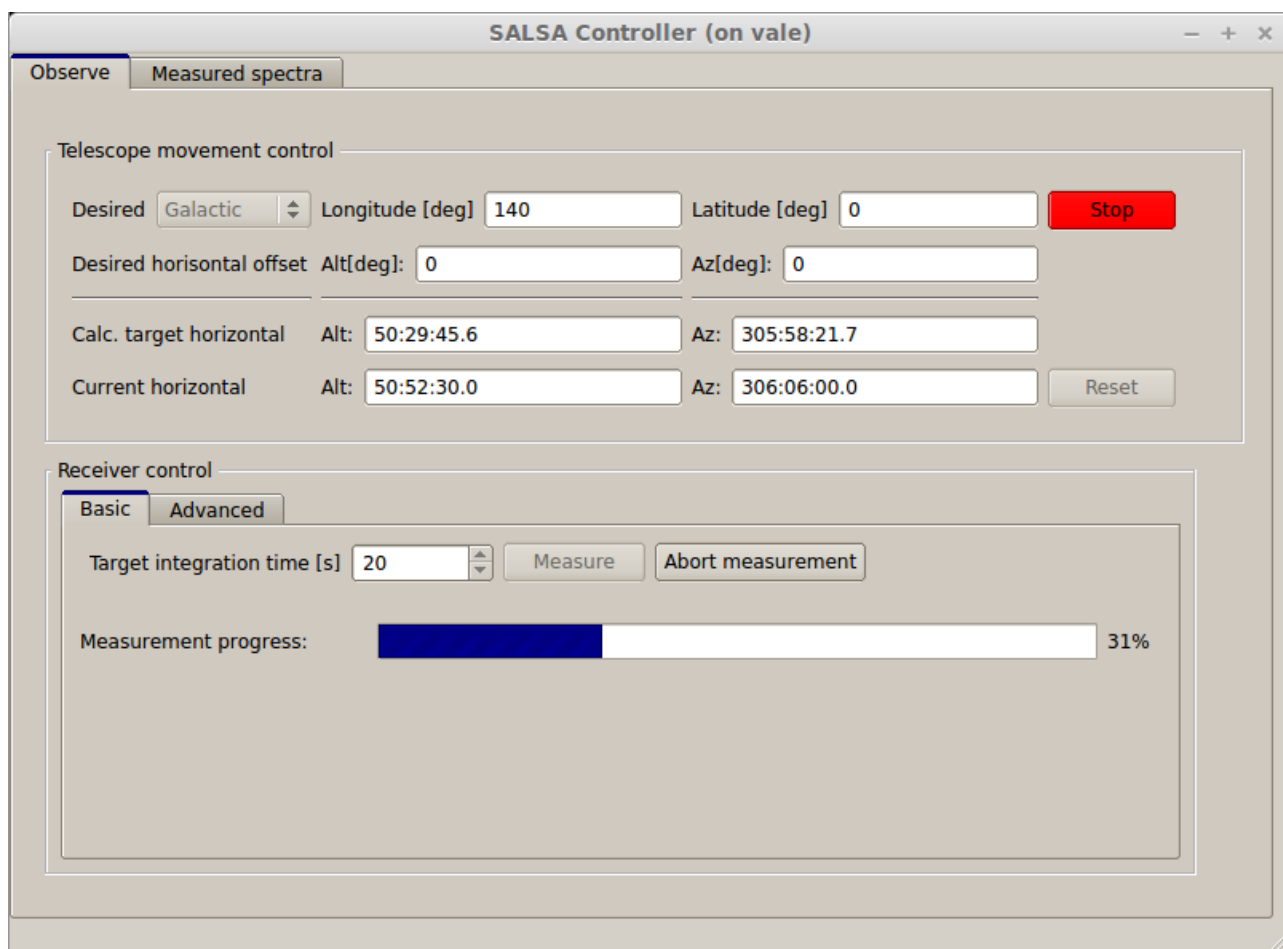 SALSA Controller (on vale)
Observe Measured spectra
Telescope movement control
Desired Galactic Longitude [deg] 140 Latitude [deg] 0 Stop
Desired horisontal offset Alt[deg]: 0 Az[deg]: 0
Calc. target horizontal Alt: 50:29:45.6 Az: 305:58:21.7
Current horizontal Alt: 50:52:30.0 Az: 306:06:00.0 Reset
Receiver control
Basic Advanced
Target integration time [s] 20 Measure Abort measurement
Measurement progress: 31%